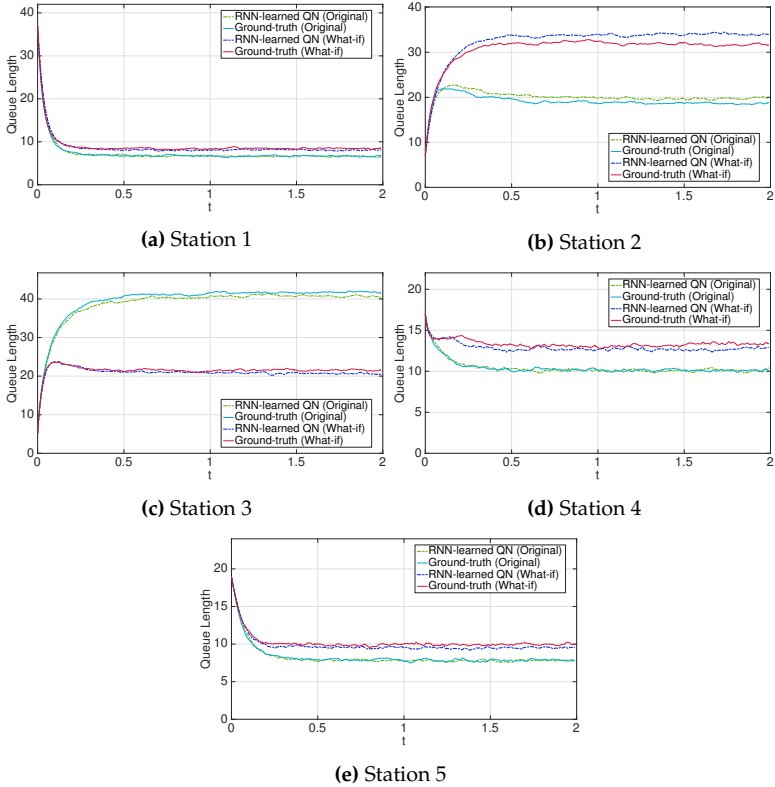 40
30
20
10
0
Queue Length
0
0.5
1
1.5
2
t
RNN-learned QN (Original)
Ground-truth (Original)
RNN-learned QN (What-if)
Ground-truth (What-if)
(a) Station 1
40
30
20
10
0
Queue Length
0
0.5
1
1.5
2
t
RNN-learned QN (Original)
Ground-truth (Original)
RNN-learned QN (What-if)
Ground-truth (What-if)
(b) Station 2
40
30
20
10
0
Queue Length
0
0.5
1
1.5
2
t
RNN-learned QN (Original)
Ground-truth (Original)
RNN-learned QN (What-if)
Ground-truth (What-if)
(c) Station 3
20
15
10
5
0
Queue Length
0
0.5
1
1.5
2
t
RNN-learned QN (Original)
Ground-truth (Original)
RNN-learned QN (What-if)
Ground-truth (What-if)
(d) Station 4
20
15
10
5
0
Queue Length
0
0.5
1
1.5
2
t
RNN-learned QN (Original)
Ground-truth (Original)
RNN-learned QN (What-if)
Ground-truth (What-if)
(e) Station 5